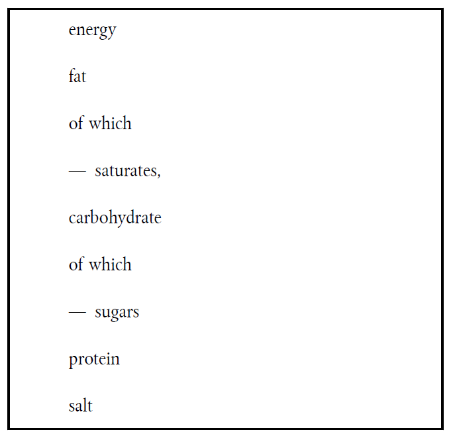 energy
fat
of which
— saturates,
carbohydrate
of which
— sugars
protein
salt